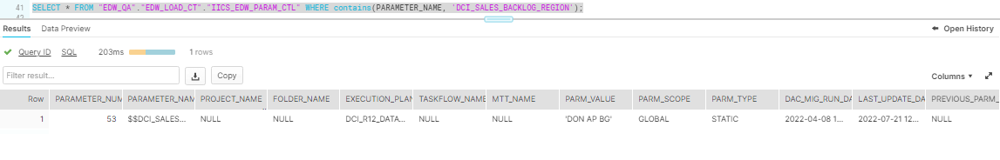 41 SELECT * FROM "EDW_QA"."EDW_LOAD_CT"."IICS_EDW_PARAM_CTL" WHERE contains(PARAMETER_NAME, 'DCI_SALES_BACKLOG_REGION');
Results Data Preview Open History
Query ID SQL 203ms 1 rows
Filter result... Copy Columns
Row PARAMETER_NUM PARAMETER_NAM PROJECT_NAME FOLDER_NAME EXECUTION_PLAN TASKFLOW_NAME MTT_NAME PARM_VALUE PARM_SCOPE PARM_TYPE DAC_MIG_RUN_DA LAST_UPDATE_DA PREVIOUS_PARM_
1 53 $$DCI_SALES... NULL NULL DCI_R12_DATA... NULL NULL 'DON AP BG' GLOBAL STATIC 2022-04-08 1... 2022-07-21 12... NULL